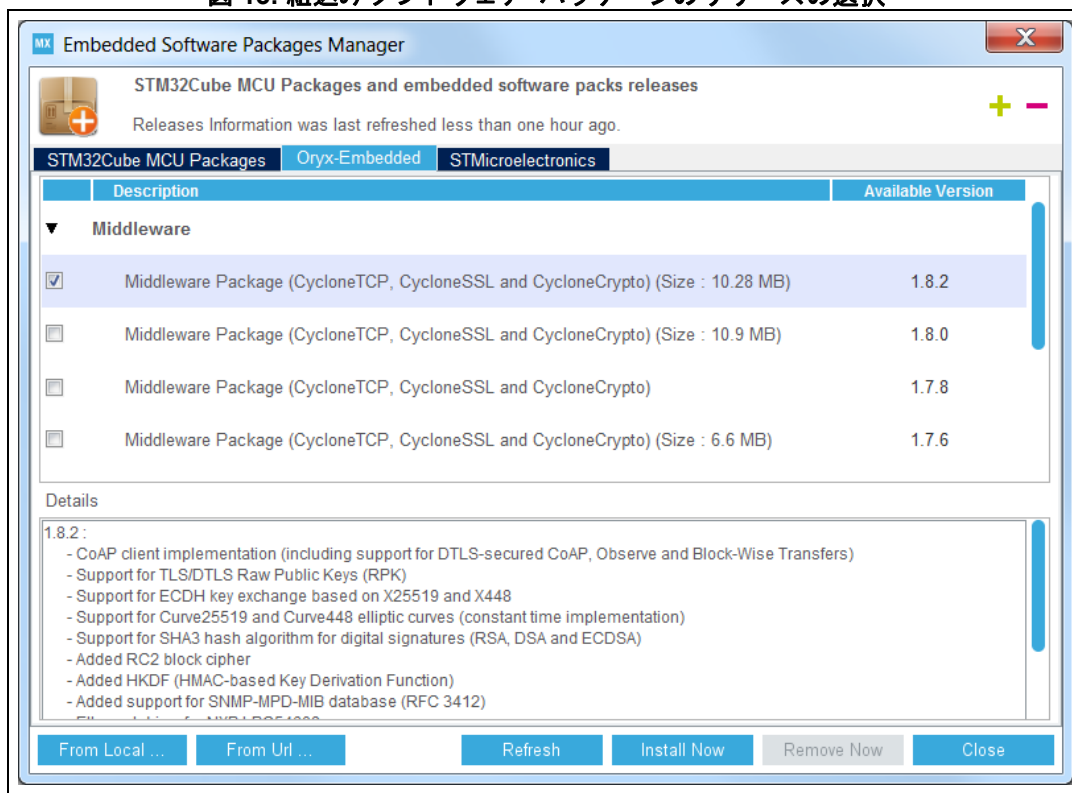 MX Embedded Software Packages Manager
X
STM32Cube MCU Packages and embedded software packs releases
Releases Information was last refreshed less than one hour ago.
STM32Cube MCU Packages Oryx-Embedded STMicroelectronics
Description Available Version
Middleware
Middleware Package (CycloneTCP, CycloneSSL and CycloneCrypto) (Size : 10.28 MB) 1.8.2
Middleware Package (CycloneTCP, CycloneSSL and CycloneCrypto) (Size : 10.9 MB) 1.8.0
Middleware Package (CycloneTCP, CycloneSSL and CycloneCrypto) 1.7.8
Middleware Package (CycloneTCP, CycloneSSL and CycloneCrypto) (Size : 6.6 MB) 1.7.6
Details
1.8.2 :
- CoAP client implementation (including support for DTLS-secured CoAP, Observe and Block-Wise Transfers)
- Support for TLS/DTLS Raw Public Keys (RPK)
- Support for ECDH key exchange based on X25519 and X448
- Support for Curve25519 and Curve448 elliptic curves (constant time implementation)
- Support for SHA3 hash algorithm for digital signatures (RSA, DSA and ECDSA)
- Added RC2 block cipher
- Added HKDF (HMAC-based Key Derivation Function)
- Added support for SNMP-MPD-MIB database (RFC 3412)
From Local ... From Url ... Refresh Install Now Remove Now Close